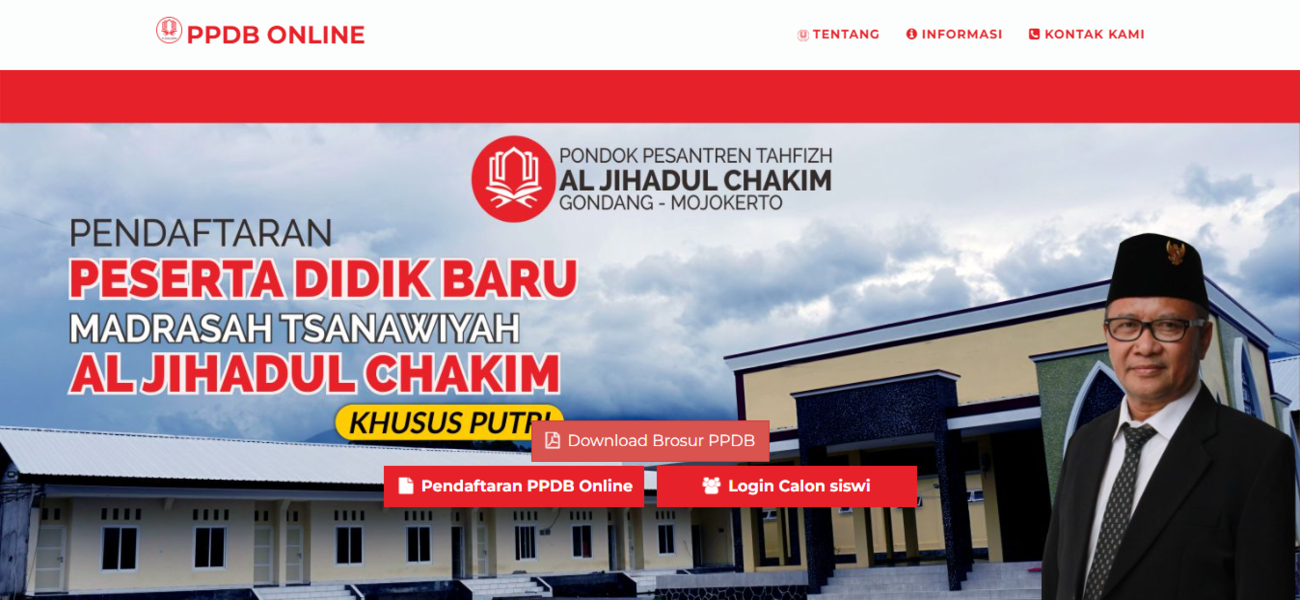 PPDB ONLINE
TENTANG
INFORMASI
KONTAK KAMI
PONDOK PESANTREN TAHFIZH
AL JIHADUL CHAKIM
GONDANG - MOJOKERTO
PENDAFTARAN
PESERTA DIDIK BARU
MADRASAH TSANAWIYAH
AL JIHADUL CHAKIM
KHUSUS PUTRI
Download Brosur PPDB
Pendaftaran PPDB Online
Login Calon siswi